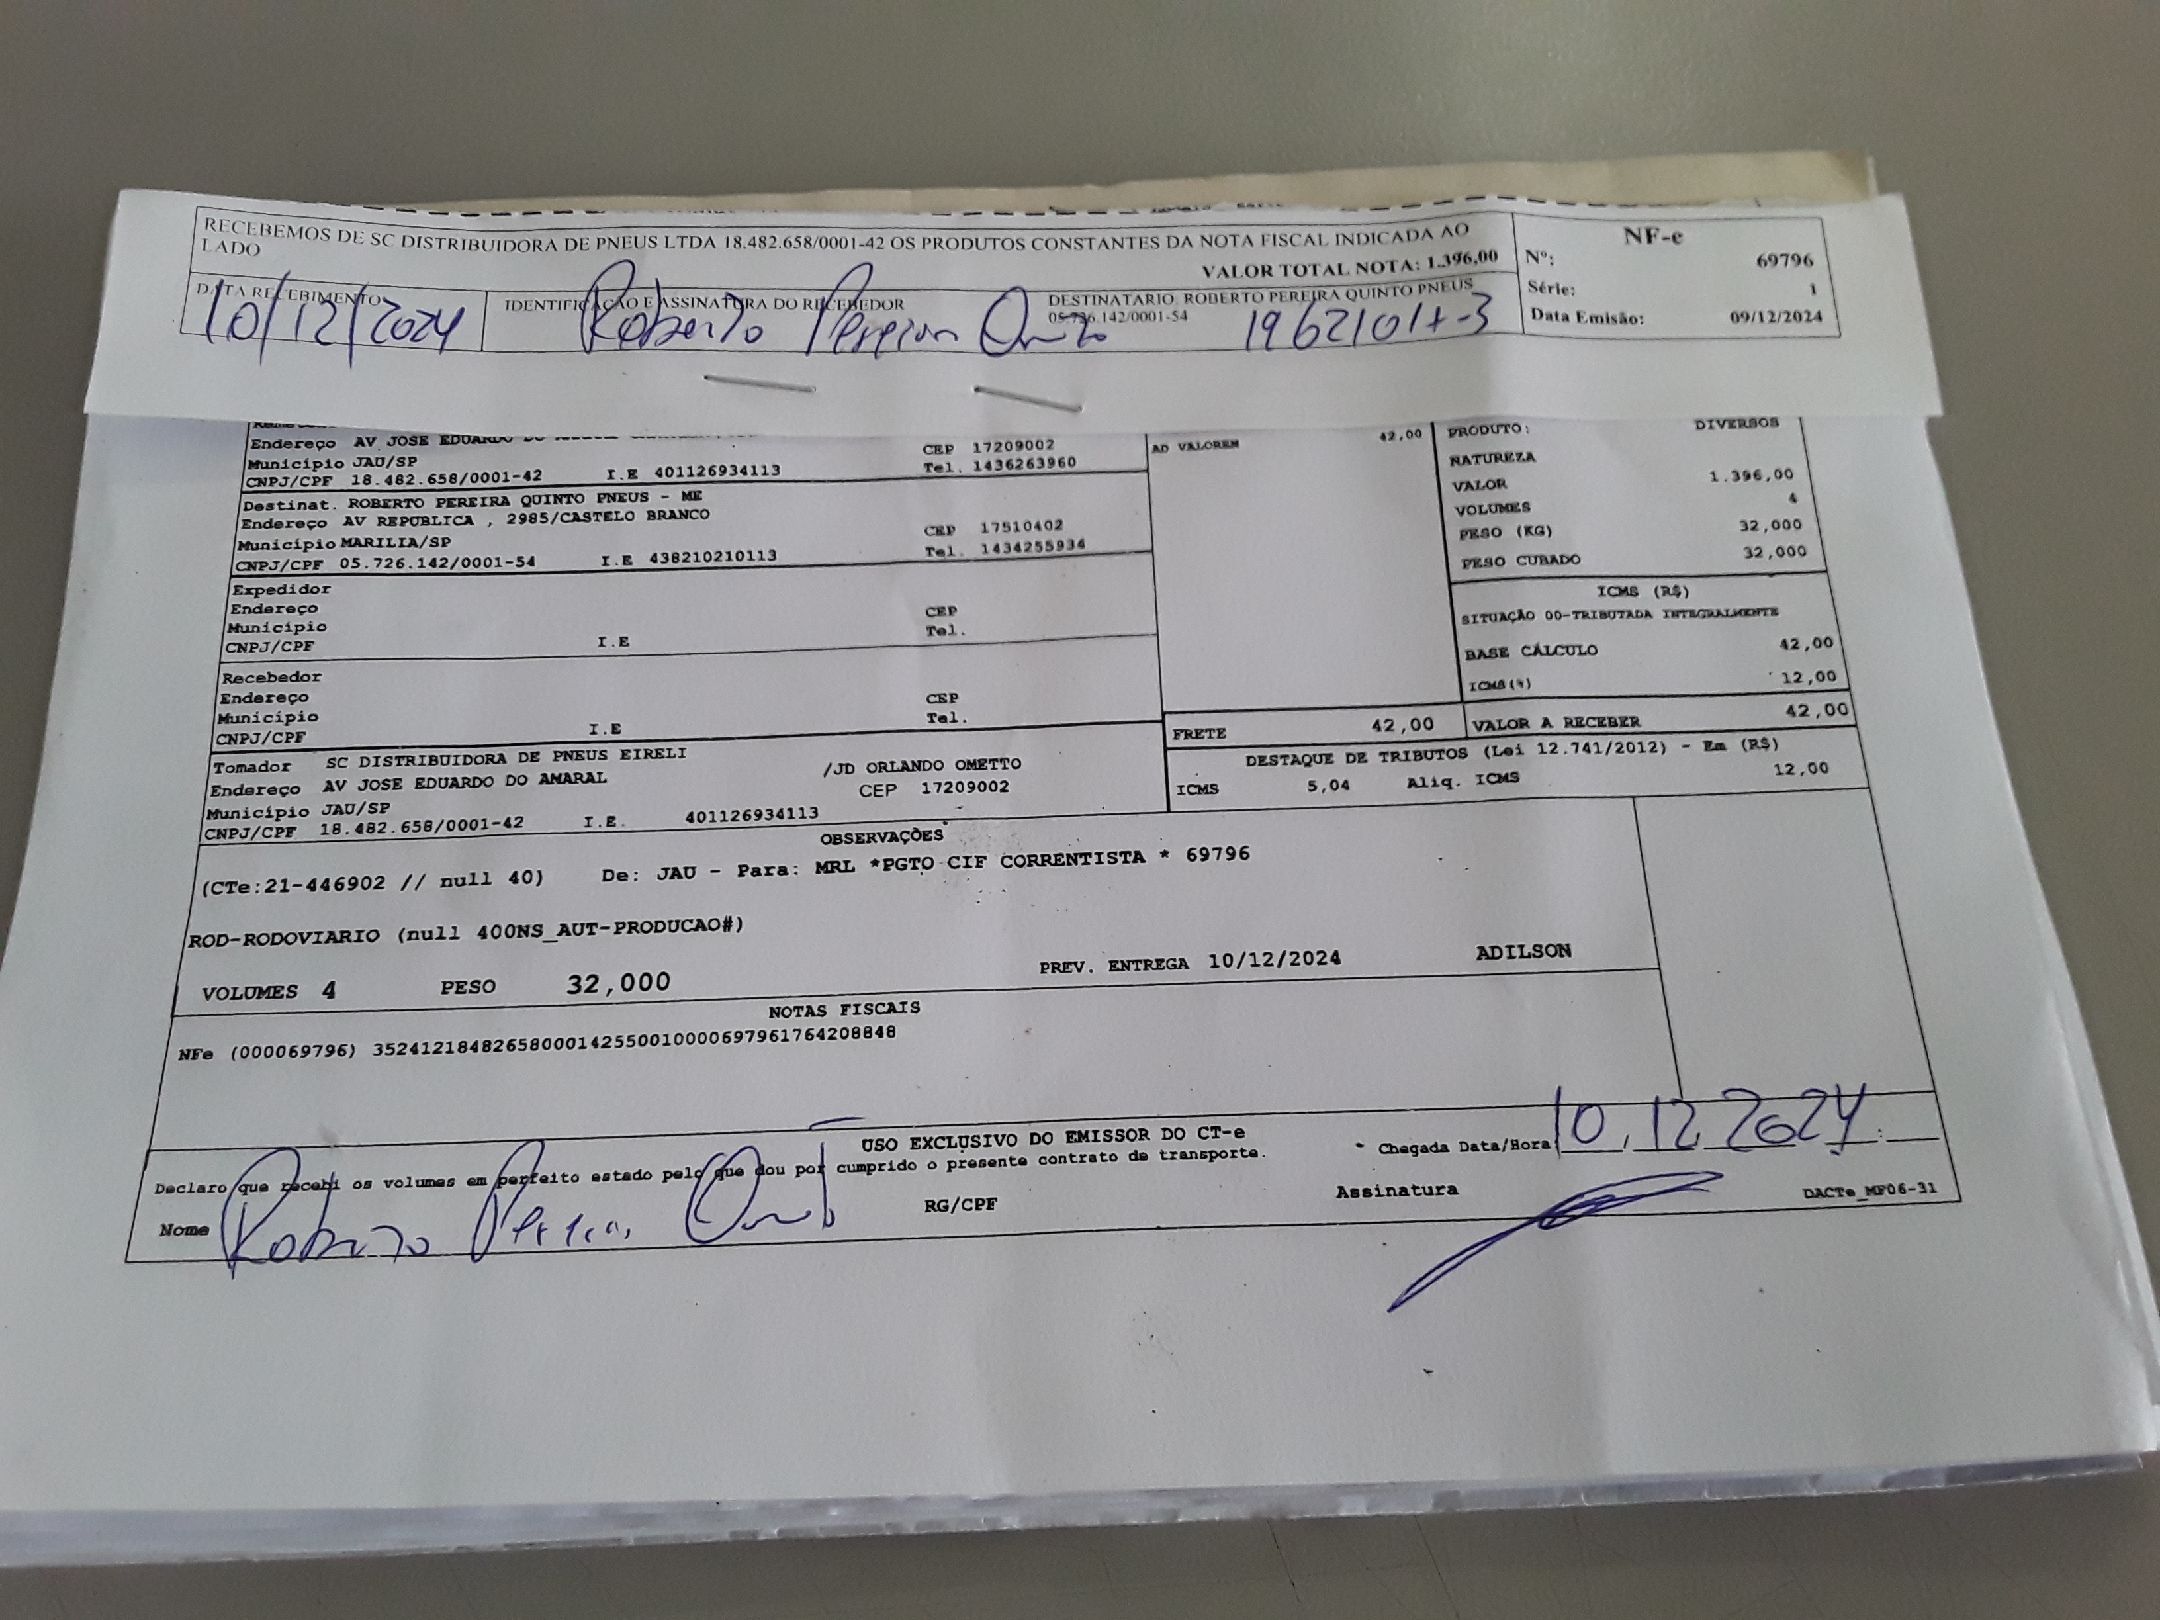 RECEBEMOS DE SC DISTRIBUIDORA DE PNEUS LTDA 18.482.658/0001-42 OS PRODUTOS CONSTANTES DA NOTA FISCAL INDICADA AO
LADO
VALOR TOTAL NOTA: 1.396,00
DATA RECEBIMENTO
10/12/2024
IDENTIFICAÇÃO E ASSINATURA DO RECEBEDOR
Roberto Pereira Quinto
DESTINATARIO: ROBERTO PEREIRA QUINTO PNEUS
05.726.142/0001-54
NF-e
Nº: 69796
Série: 1
Data Emissão: 09/12/2024
Endereço AV JOSE EDUARDO DO
CEP 17209002
Município JAU/SP
Tel. 1436263960
CNPJ/CPF 18.482.658/0001-42 I.E 401126934113
Destinat. ROBERTO PEREIRA QUINTO PNEUS - ME
Endereço AV REPUBLICA , 2985/CASTELO BRANCO
CEP 17510402
Município MARILIA/SP
Tel. 1434255934
CNPJ/CPF 05.726.142/0001-54 I.E 438210210113
Expedidor
Endereço CEP
Município Tel.
CNPJ/CPF I.E
Recebedor
Endereço CEP
Município Tel.
CNPJ/CPF I.E
Tomador SC DISTRIBUIDORA DE PNEUS EIRELI
Endereço AV JOSE EDUARDO DO AMARAL /JD ORLANDO OMETTO
Município JAU/SP CEP 17209002
CNPJ/CPF 18.482.658/0001-42 I.E. 401126934113
AD VALOREM 42,00
FRETE 42,00
PRODUTO: DIVERSOS
NATUREZA
VALOR 1.396,00
VOLUMES 4
PESO (KG) 32,000
PESO CUBADO 32,000
ICMS (R$)
SITUAÇÃO 00-TRIBUTADA INTEGRALMENTE
BASE CÁLCULO 42,00
ICMS(%) 12,00
VALOR A RECEBER 42,00
DESTAQUE DE TRIBUTOS (Lei 12.741/2012) - Em (R$)
ICMS 5,04 Aliq. ICMS 12,00
OBSERVAÇÕES
(CTe:21-446902 // null 40) De: JAU - Para: MRL *PGTO CIF CORRENTISTA * 69796
ROD-RODOVIARIO (null 400NS_AUT-PRODUCAO#)
VOLUMES 4 PESO 32,000 PREV. ENTREGA 10/12/2024 ADILSON
NOTAS FISCAIS
NFe (000069796) 35241218482658000142550010000697961764208848
USO EXCLUSIVO DO EMISSOR DO CT-e
Declaro que recebi os volumes em perfeito estado pelo que dou por cumprido o presente contrato de transporte.
* Chegada Data/Hora 10 12 2024 :
Nome Roberto Pereira Quinto
RG/CPF
Assinatura
DACTe_MF06-31